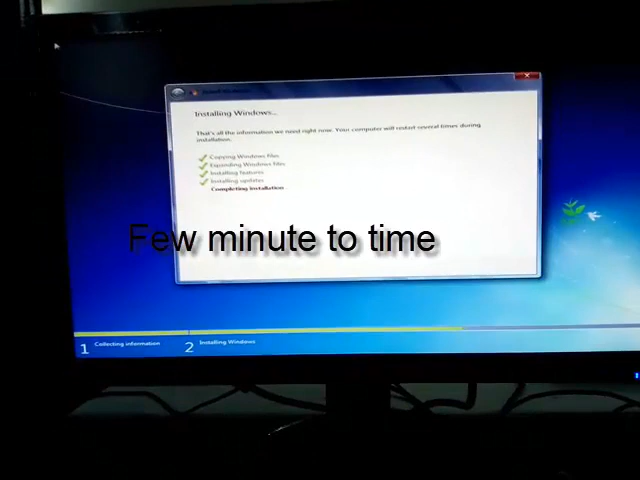 Installing Windows...
That's all the information we need right now. Your computer will restart several times during
installation.
Copying Windows files
Expanding Windows files
Installing features
Installing updates
Completing installation
Few minute to time
1 Collecting information
2 Installing Windows